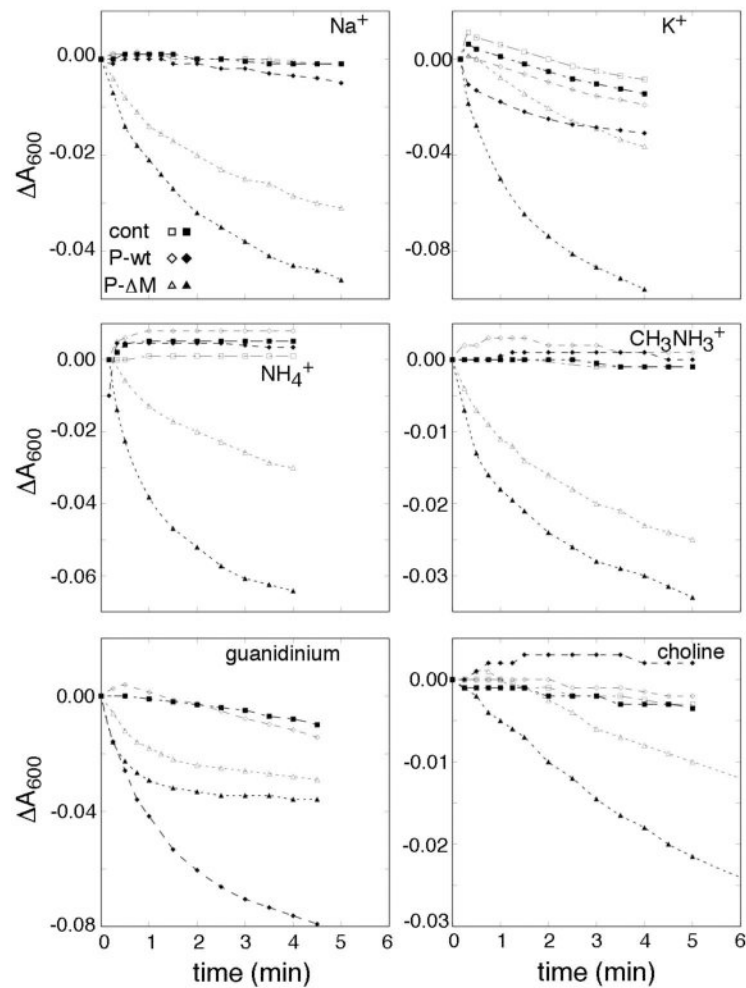 Na⁺
K⁺
0.00
-0.02
-0.04
ΔA₆₀₀
cont □ ■
P-wt ◇ ◆
P-ΔM △ ▲
0.00
-0.04
-0.08
NH₄⁺
CH₃NH₃⁺
0.00
-0.02
-0.04
-0.06
ΔA₆₀₀
0.00
-0.01
-0.02
-0.03
guanidinium
choline
0.00
-0.04
-0.08
ΔA₆₀₀
0.00
-0.01
-0.02
-0.03
0 1 2 3 4 5 6
0 1 2 3 4 5 6
time (min)
time (min)